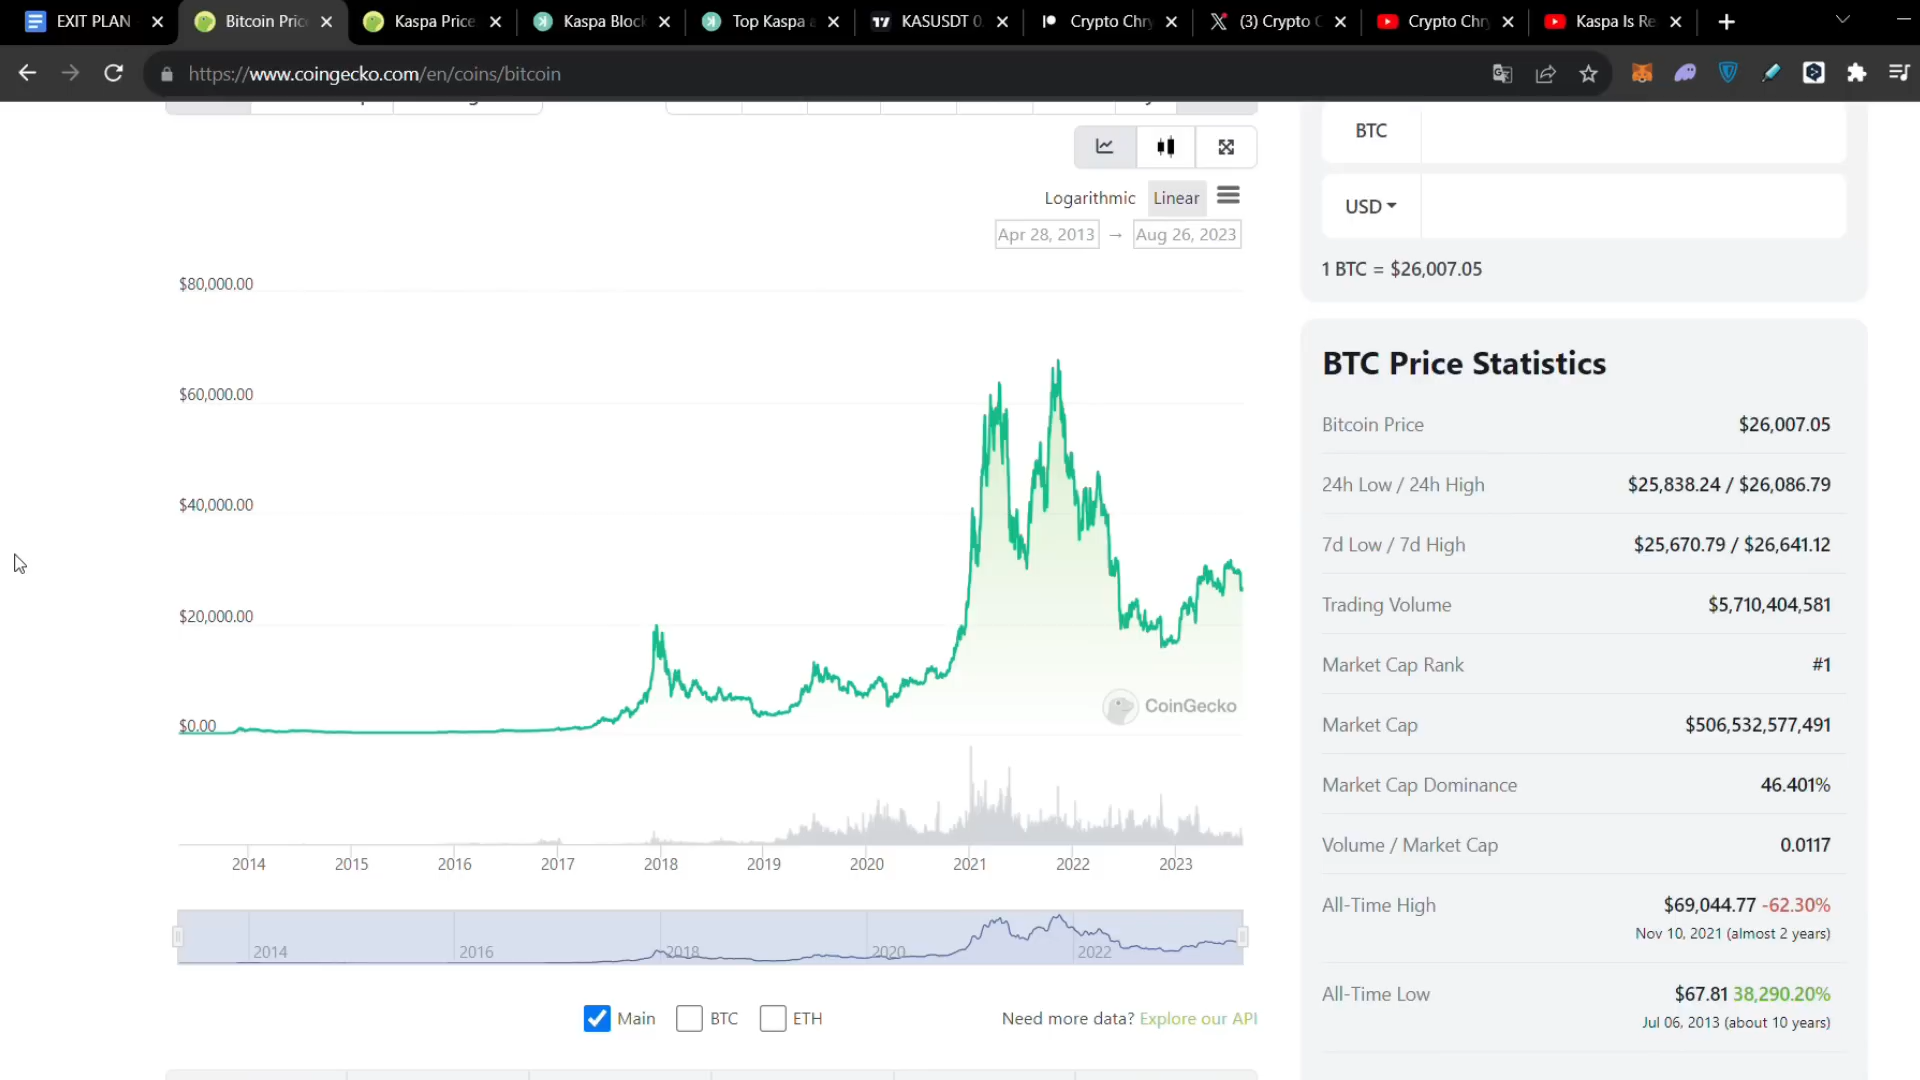 EXIT PLAN
Bitcoin Pric
Kaspa Price
Kaspa Block
Top Kaspa a
KASUSDT 0.
Crypto Chry
(3) Crypto C
Crypto Chry
Kaspa Is Re
https://www.coingecko.com/en/coins/bitcoin
Logarithmic Linear
Apr 28, 2013 → Aug 26, 2023
$80,000.00
$60,000.00
$40,000.00
$20,000.00
$0.00
CoinGecko
2014 2015 2016 2017 2018 2019 2020 2021 2022 2023
2014 2016 2018 2020 2022
Main BTC ETH
Need more data? Explore our API
BTC
USD
1 BTC = $26,007.05
BTC Price Statistics
Bitcoin Price $26,007.05
24h Low / 24h High $25,838.24 / $26,086.79
7d Low / 7d High $25,670.79 / $26,641.12
Trading Volume $5,710,404,581
Market Cap Rank #1
Market Cap $506,532,577,491
Market Cap Dominance 46.401%
Volume / Market Cap 0.0117
All-Time High $69,044.77 -62.30%
Nov 10, 2021 (almost 2 years)
All-Time Low $67.81 38,290.20%
Jul 06, 2013 (about 10 years)